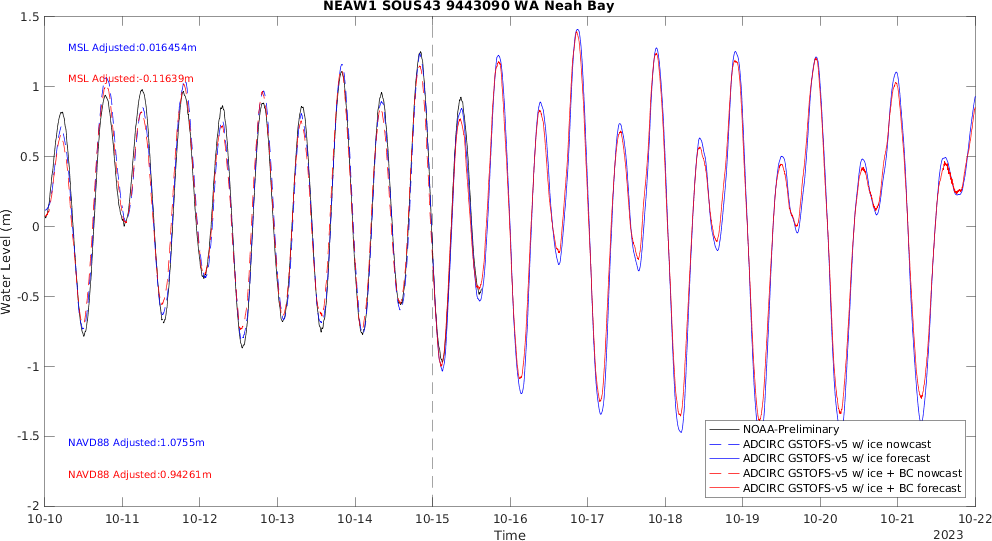 NEAW1 SOUS43 9443090 WA Neah Bay
MSL Adjusted:0.016454m
MSL Adjusted:-0.11639m
NAVD88 Adjusted:1.0755m
NAVD88 Adjusted:0.94261m
Water Level (m)
1.5
1
0.5
0
-0.5
-1
-1.5
-2
NOAA-Preliminary
ADCIRC GSTOFS-v5 w/ ice nowcast
ADCIRC GSTOFS-v5 w/ ice forecast
ADCIRC GSTOFS-v5 w/ ice + BC nowcast
ADCIRC GSTOFS-v5 w/ ice + BC forecast
10-10 10-11 10-12 10-13 10-14 10-15 10-16 10-17 10-18 10-19 10-20 10-21 10-22
Time
2023